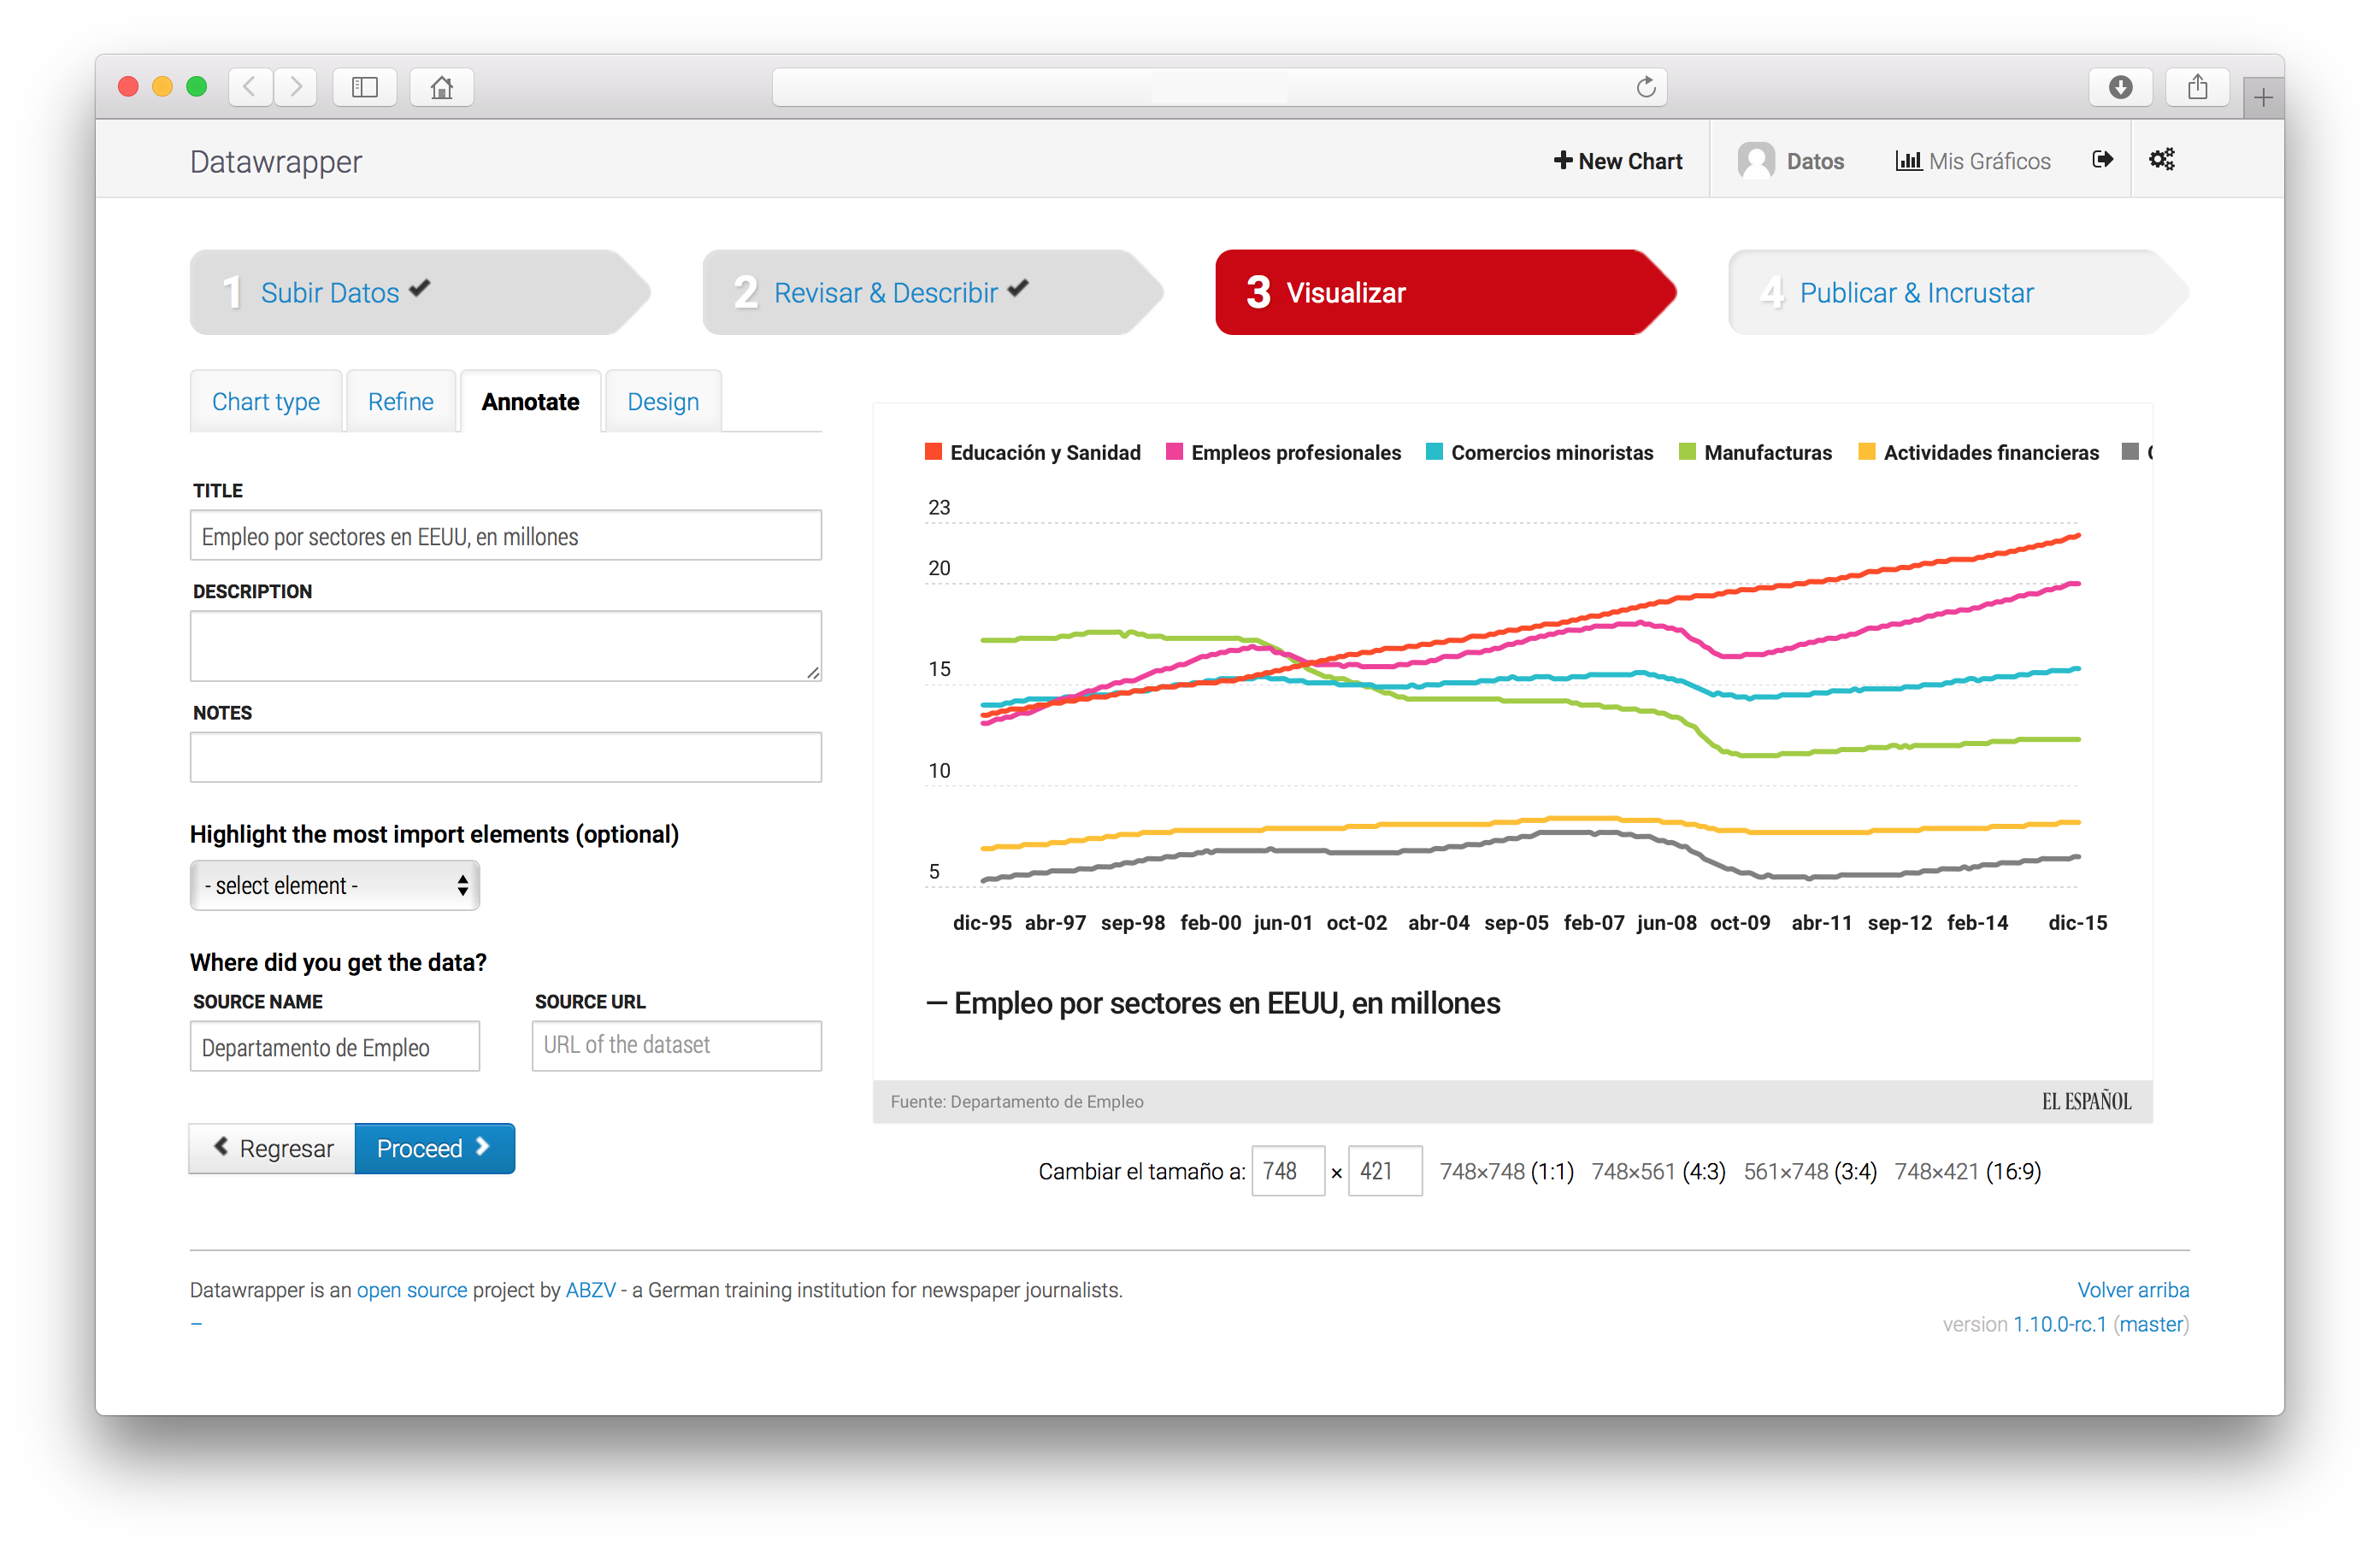 Datawrapper
New Chart
Datos
Mis Gráficos
1 Subir Datos
2 Revisar & Describir
3 Visualizar
4 Publicar & Incrustar
Chart type
Refine
Annotate
Design
TITLE
Empleo por sectores en EEUU, en millones
DESCRIPTION
NOTES
Highlight the most import elements (optional)
- select element -
Where did you get the data?
SOURCE NAME
SOURCE URL
Departamento de Empleo
URL of the dataset
Regresar
Proceed
Educación y Sanidad
Empleos profesionales
Comercios minoristas
Manufacturas
Actividades financieras
23
20
15
10
5
dic-95 abr-97 sep-98 feb-00 jun-01 oct-02 abr-04 sep-05 feb-07 jun-08 oct-09 abr-11 sep-12 feb-14 dic-15
— Empleo por sectores en EEUU, en millones
Fuente: Departamento de Empleo
EL ESPAÑOL
Cambiar el tamaño a: 748 × 421 748×748 (1:1) 748×561 (4:3) 561×748 (3:4) 748×421 (16:9)
Datawrapper is an open source project by ABZV - a German training institution for newspaper journalists.
–
Volver arriba
version 1.10.0-rc.1 (master)